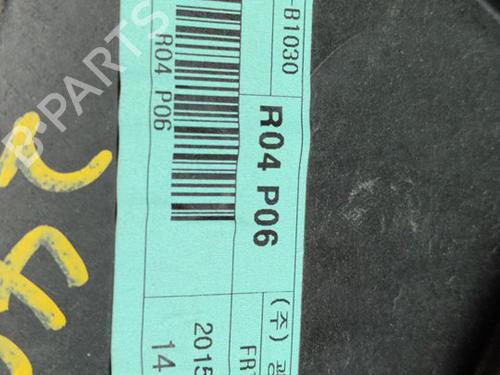 -B1030
R04 P06
R04 P06
(주)
FR
2015
14
B-PARTS